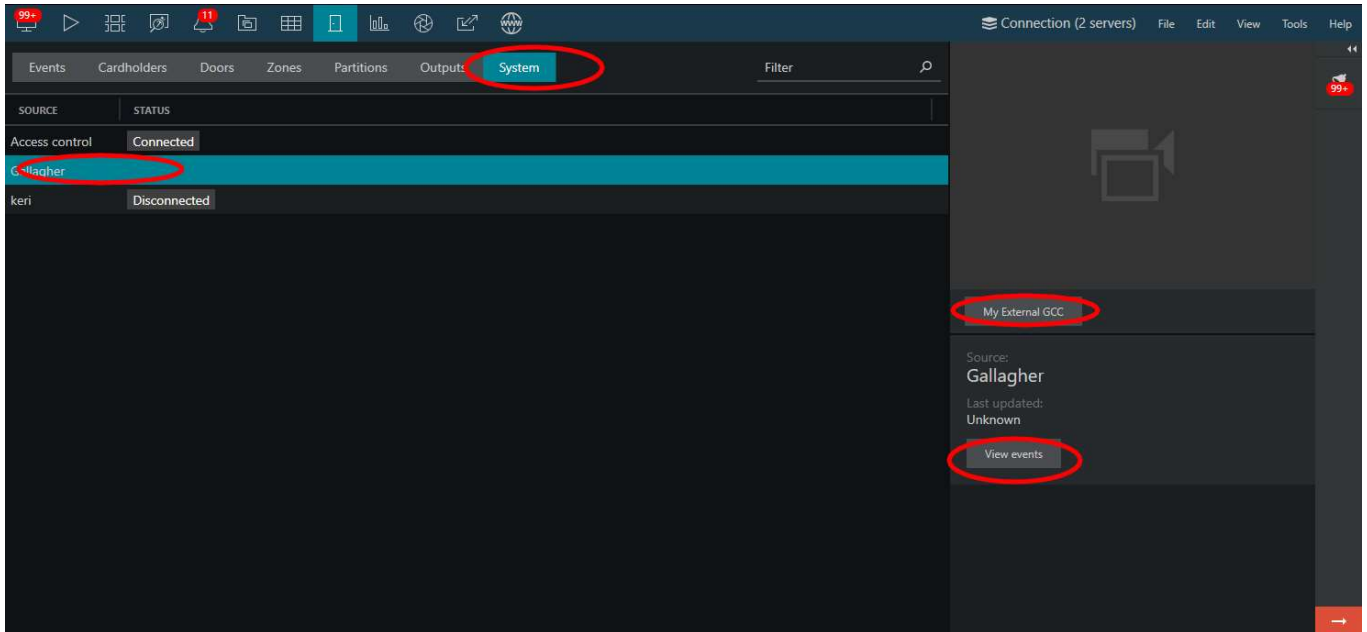 99+
11
www
Connection (2 servers) File Edit View Tools Help
Events Cardholders Doors Zones Partitions Outputs System Filter
99+
SOURCE STATUS
Access control Connected
Gallagher
keri Disconnected
My External GCC
Source:
Gallagher
Last updated:
Unknown
View events